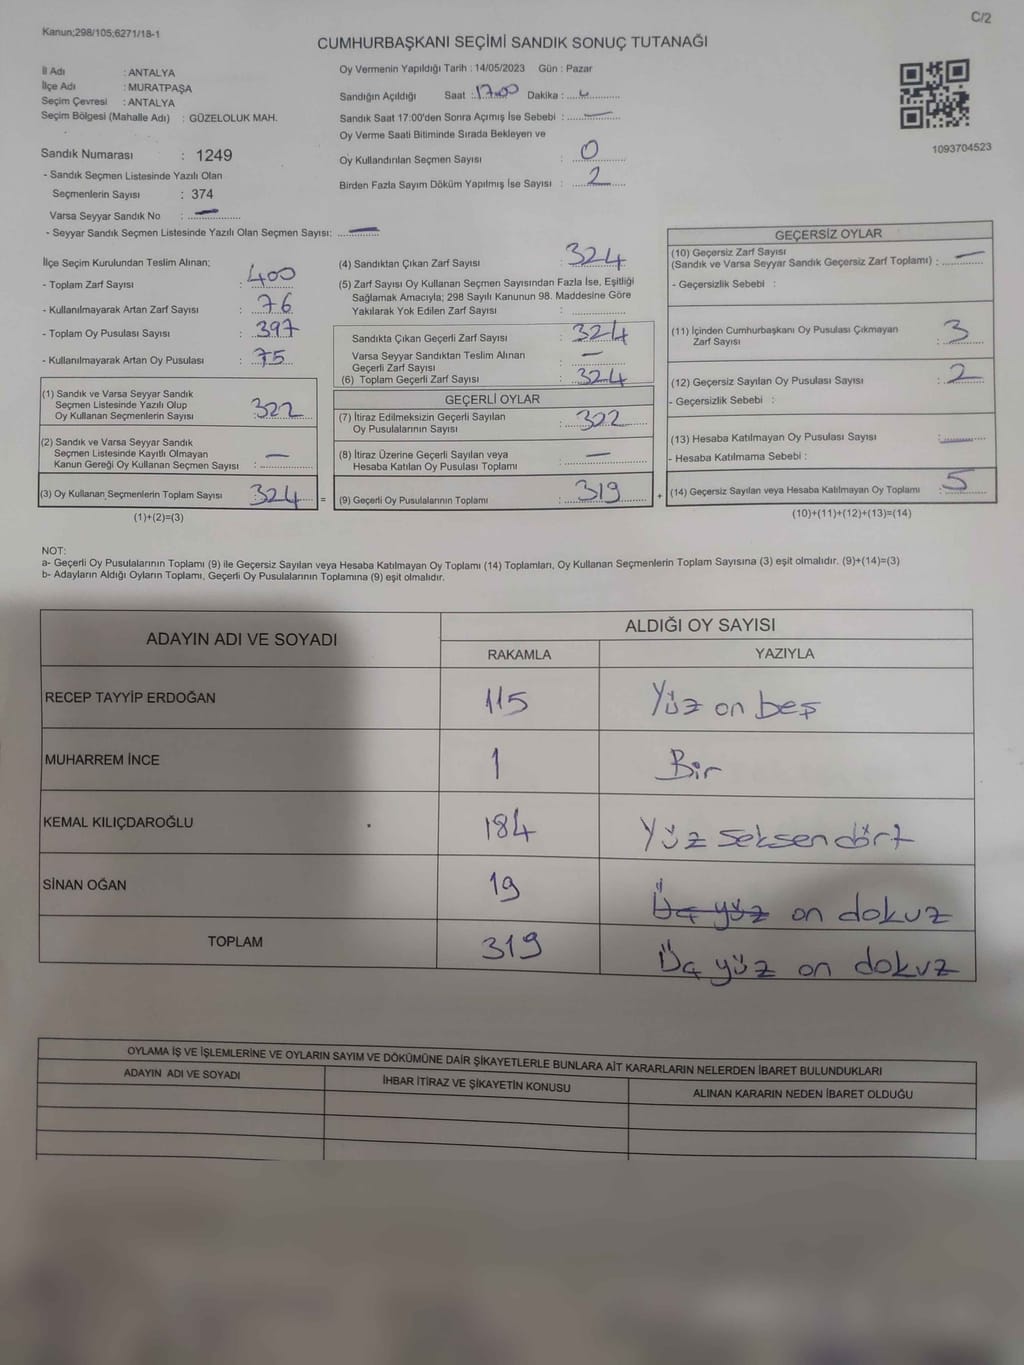 C/2
Kanun;298/105;6271/18-1
CUMHURBAŞKANI SEÇİMİ SANDIK SONUÇ TUTANAĞI
İl Adı : ANTALYA
İlçe Adı : MURATPAŞA
Seçim Çevresi : ANTALYA
Seçim Bölgesi (Mahalle Adı) : GÜZELOLUK MAH.
Sandık Numarası : 1249
- Sandık Seçmen Listesinde Yazılı Olan
Seçmenlerin Sayısı : 374
Varsa Seyyar Sandık No : —
- Seyyar Sandık Seçmen Listesinde Yazılı Olan Seçmen Sayısı: —
Oy Vermenin Yapıldığı Tarih : 14/05/2023 Gün : Pazar
Sandığın Açıldığı Saat : 17.00 Dakika :
Sandık Saat 17:00'den Sonra Açımış İse Sebebi : —
Oy Verme Saati Bitiminde Sırada Bekleyen ve
Oy Kullandırılan Seçmen Sayısı : 0
Birden Fazla Sayım Döküm Yapılmış İse Sayısı : 2
1093704523
İlçe Seçim Kurulundan Teslim Alınan;
- Toplam Zarf Sayısı : 400
- Kullanılmayarak Artan Zarf Sayısı : 76
- Toplam Oy Pusulası Sayısı : 397
- Kullanılmayarak Artan Oy Pusulası : 75
(1) Sandık ve Varsa Seyyar Sandık
Seçmen Listesinde Yazılı Olup
Oy Kullanan Seçmenlerin Sayısı : 322
(2) Sandık ve Varsa Seyyar Sandık
Seçmen Listesinde Kayıtlı Olmayan
Kanun Gereği Oy Kullanan Seçmen Sayısı : —
(3) Oy Kullanan Seçmenlerin Toplam Sayısı : 324 =
(1)+(2)=(3)
(4) Sandıktan Çıkan Zarf Sayısı : 324
(5) Zarf Sayısı Oy Kullanan Seçmen Sayısından Fazla İse, Eşitliği
Sağlamak Amacıyla; 298 Sayılı Kanunun 98. Maddesine Göre
Yakılarak Yok Edilen Zarf Sayısı :
Sandıkta Çıkan Geçerli Zarf Sayısı : 324
Varsa Seyyar Sandıktan Teslim Alınan
Geçerli Zarf Sayısı : —
(6) Toplam Geçerli Zarf Sayısı : 324
GEÇERLİ OYLAR
(7) İtiraz Edilmeksizin Geçerli Sayılan
Oy Pusulalarının Sayısı : 322
(8) İtiraz Üzerine Geçerli Sayılan veya
Hesaba Katılan Oy Pusulası Toplamı : —
(9) Geçerli Oy Pusulalarının Toplamı : 319 +
GEÇERSİZ OYLAR
(10) Geçersiz Zarf Sayısı
(Sandık ve Varsa Seyyar Sandık Geçersiz Zarf Toplamı) : —
- Geçersizlik Sebebi :
(11) İçinden Cumhurbaşkanı Oy Pusulası Çıkmayan
Zarf Sayısı : 3
(12) Geçersiz Sayılan Oy Pusulası Sayısı : 2
- Geçersizlik Sebebi :
(13) Hesaba Katılmayan Oy Pusulası Sayısı : —
- Hesaba Katılmama Sebebi :
(14) Geçersiz Sayılan veya Hesaba Katılmayan Oy Toplamı : 5
(10)+(11)+(12)+(13)=(14)
NOT:
a- Geçerli Oy Pusulalarının Toplamı (9) ile Geçersiz Sayılan veya Hesaba Katılmayan Oy Toplamı (14) Toplamları, Oy Kullanan Seçmenlerin Toplam Sayısına (3) eşit olmalıdır. (9)+(14)=(3)
b- Adayların Aldığı Oyların Toplamı, Geçerli Oy Pusulalarının Toplamına (9) eşit olmalıdır.
ADAYIN ADI VE SOYADI ALDIĞI OY SAYISI
RAKAMLA YAZIYLA
RECEP TAYYİP ERDOĞAN 115 Yüz on beş
MUHARREM İNCE 1 Bir
KEMAL KILIÇDAROĞLU 184 Yüz seksen dört
SİNAN OĞAN 19 Üç yüz on dokuz
TOPLAM 319 Üç yüz on dokuz
OYLAMA İŞ VE İŞLEMLERİNE VE OYLARIN SAYIM VE DÖKÜMÜNE DAİR ŞİKAYETLERLE BUNLARA AİT KARARLARIN NELERDEN İBARET BULUNDUKLARI
ADAYIN ADI VE SOYADI İHBAR İTİRAZ VE ŞİKAYETİN KONUSU ALINAN KARARIN NEDEN İBARET OLDUĞU